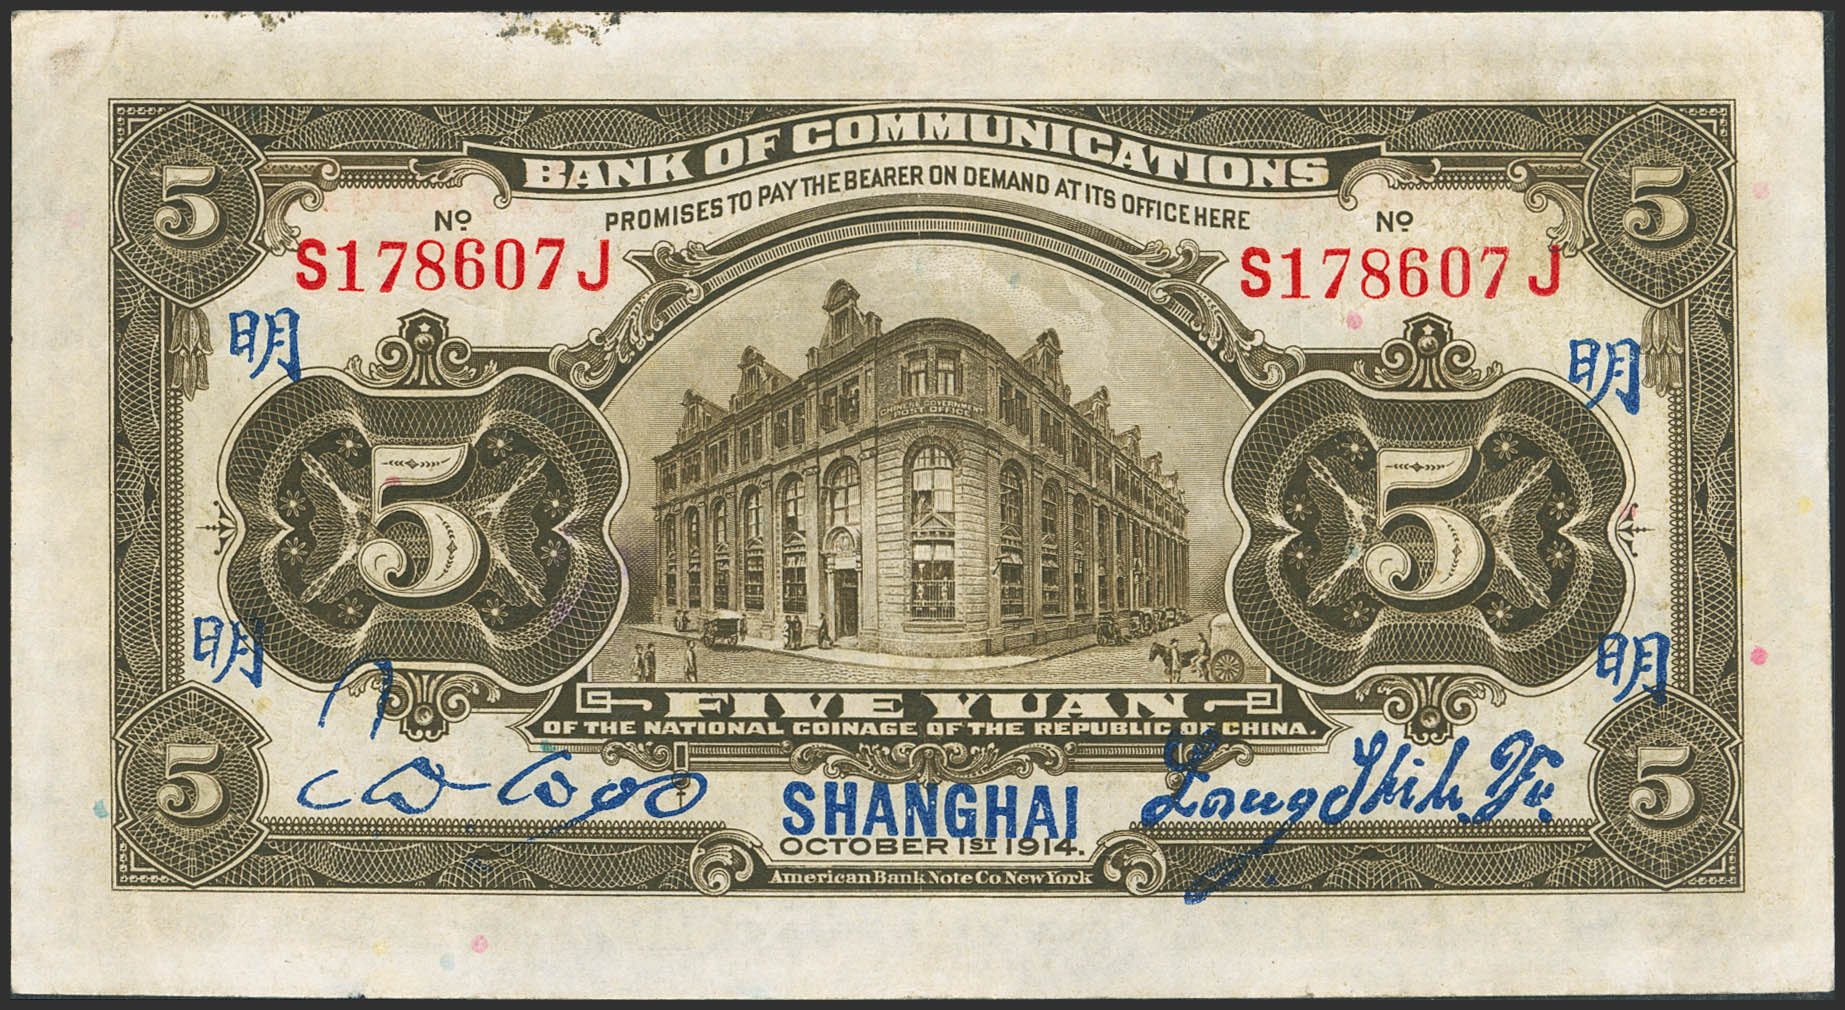 5 BANK OF COMMUNICATIONS 5
PROMISES TO PAY THE BEARER ON DEMAND AT ITS OFFICE HERE
Nº Nº
S178607J S178607J
明 明
CHINESE GOVERNMENT
POST OFFICE
5 5
明 明
FIVE YUAN
OF THE NATIONAL COINAGE OF THE REPUBLIC OF CHINA.
5 SHANGHAI 5
OCTOBER 1ST 1914.
American Bank Note Co New York